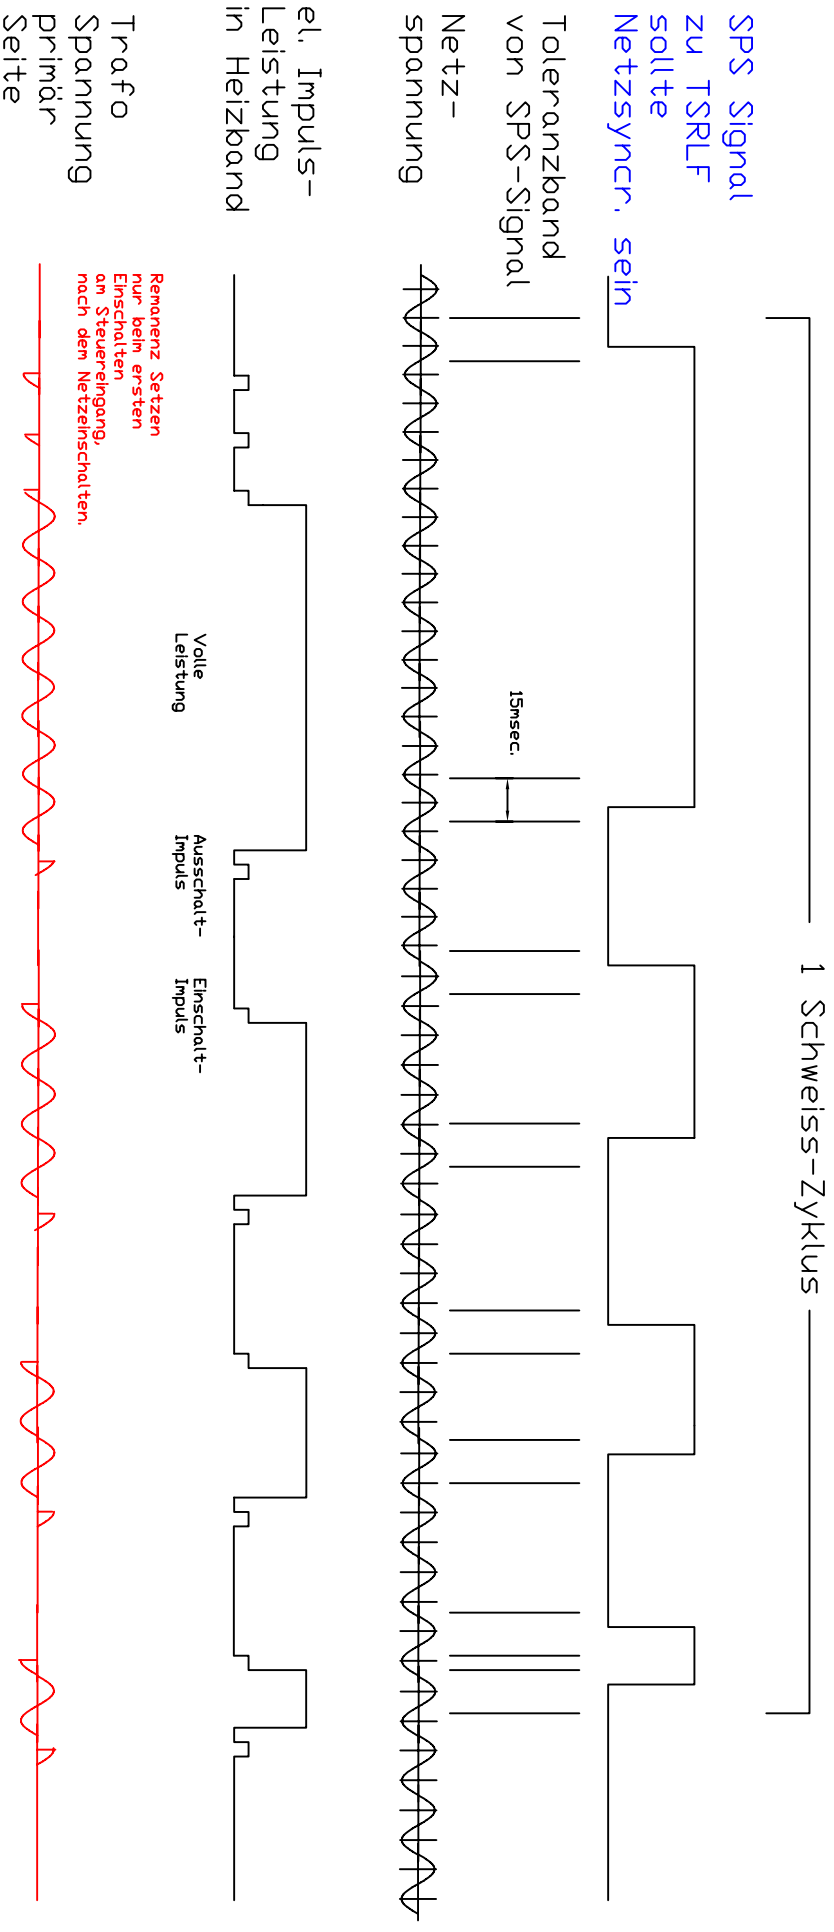 1 Schweiss-Zyklus
SPS Signal
zu TSRLF
sollte
Netzsyncr. sein
Toleranzband
von SPS-Signal
15msec.
Netz-
spannung
el. Impuls-
Leistung
in Heizband
Volle
Leistung
Ausschalt-
Impuls
Einschalt-
Impuls
Remanenz Setzen
nur beim ersten
Einschalten
am Steuereingang,
nach dem Netzeinschalten.
Trafo
Spannung
primär
Seite